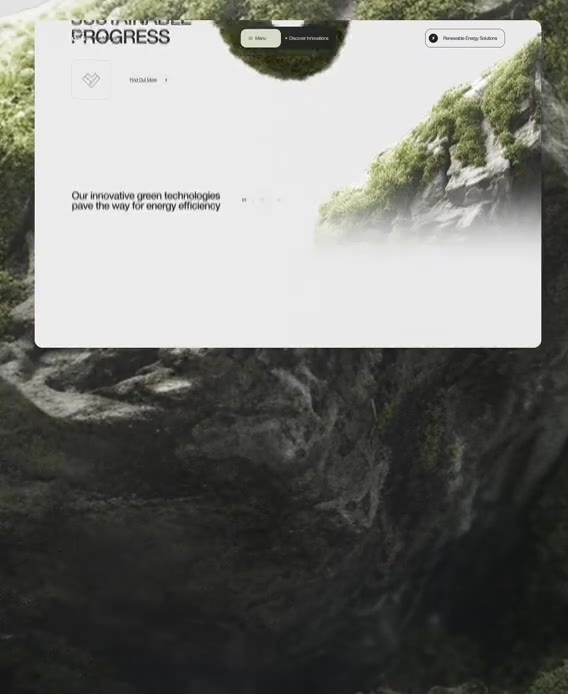 SUSTAINABLE
PROGRESS
Menu
Discover Innovations
Renewable Energy Solutions
Find Out More
Our innovative green technologies
pave the way for energy efficiency
01